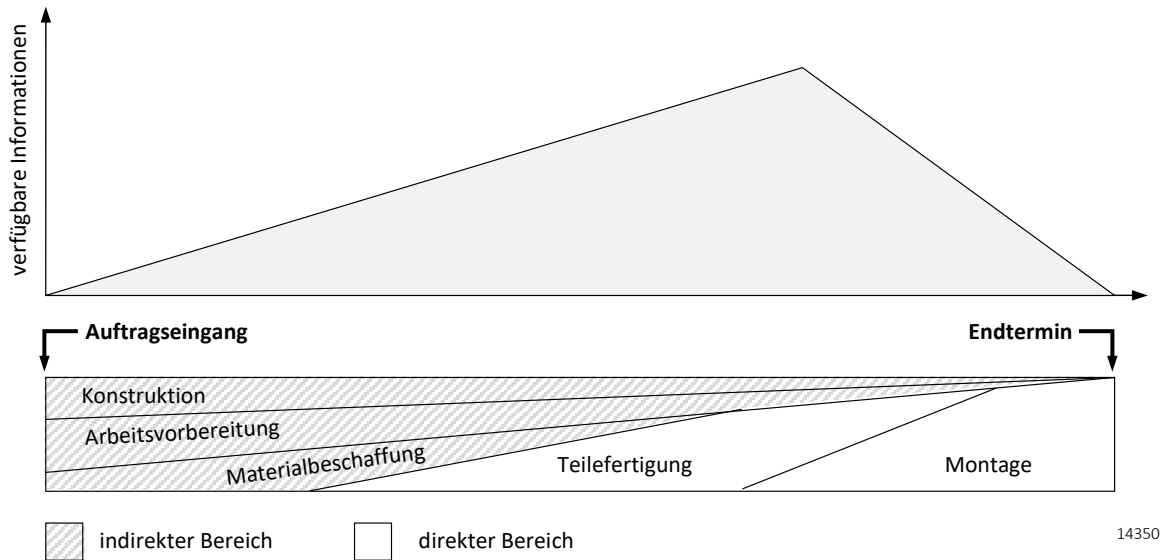 verfügbare Informationen
Auftragseingang
Endtermin
Konstruktion
Arbeitsvorbereitung
Materialbeschaffung
Teilefertigung
Montage
indirekter Bereich
direkter Bereich
14350